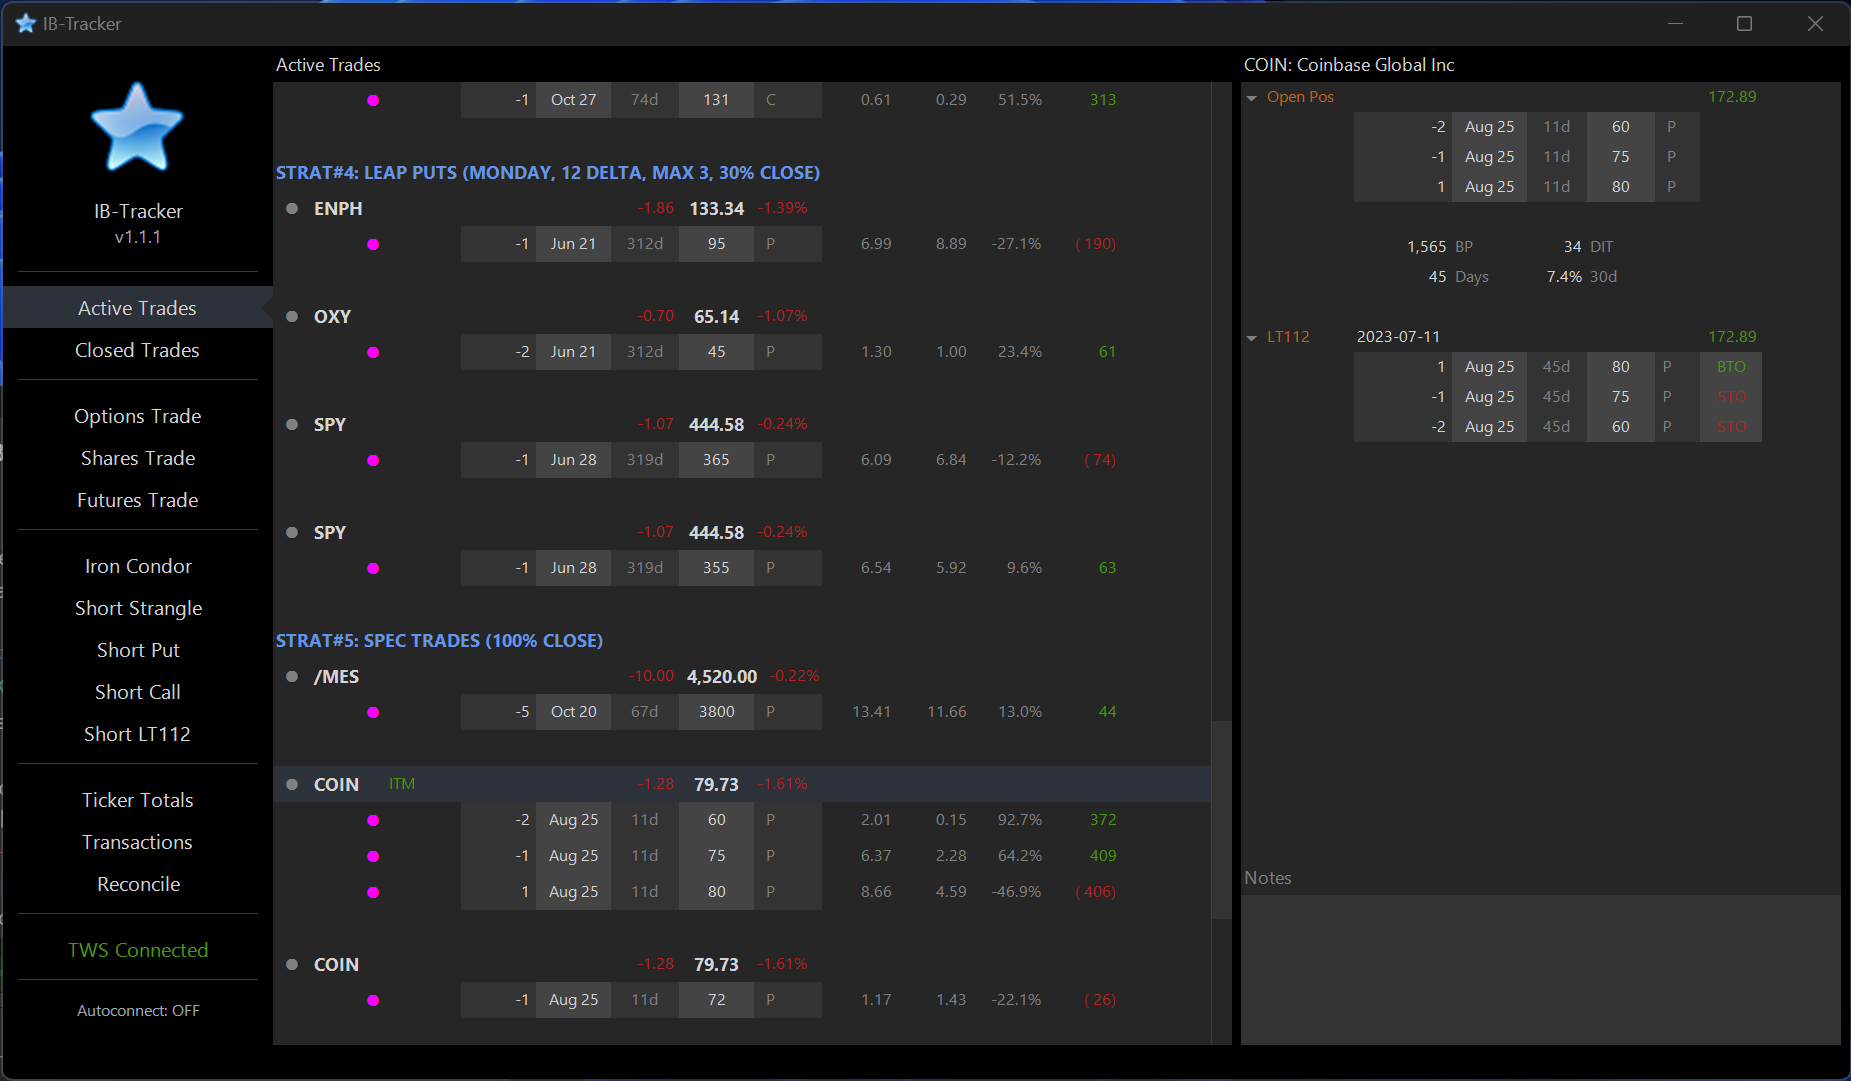 IB-Tracker
IB-Tracker
v1.1.1
Active Trades
Closed Trades
Options Trade
Shares Trade
Futures Trade
Iron Condor
Short Strangle
Short Put
Short Call
Short LT112
Ticker Totals
Transactions
Reconcile
TWS Connected
Autoconnect: OFF
Active Trades
-1 Oct 27 74d 131 C 0.61 0.29 51.5% 313
STRAT#4: LEAP PUTS (MONDAY, 12 DELTA, MAX 3, 30% CLOSE)
ENPH -1.86 133.34 -1.39%
-1 Jun 21 312d 95 P 6.99 8.89 -27.1% ( 190)
OXY -0.70 65.14 -1.07%
-2 Jun 21 312d 45 P 1.30 1.00 23.4% 61
SPY -1.07 444.58 -0.24%
-1 Jun 28 319d 365 P 6.09 6.84 -12.2% ( 74)
SPY -1.07 444.58 -0.24%
-1 Jun 28 319d 355 P 6.54 5.92 9.6% 63
STRAT#5: SPEC TRADES (100% CLOSE)
/MES -10.00 4,520.00 -0.22%
-5 Oct 20 67d 3800 P 13.41 11.66 13.0% 44
COIN ITM -1.28 79.73 -1.61%
-2 Aug 25 11d 60 P 2.01 0.15 92.7% 372
-1 Aug 25 11d 75 P 6.37 2.28 64.2% 409
1 Aug 25 11d 80 P 8.66 4.59 -46.9% ( 406)
COIN -1.28 79.73 -1.61%
-1 Aug 25 11d 72 P 1.17 1.43 -22.1% ( 26)
COIN: Coinbase Global Inc
Open Pos 172.89
-2 Aug 25 11d 60 P
-1 Aug 25 11d 75 P
1 Aug 25 11d 80 P
1,565 BP 34 DIT
45 Days 7.4% 30d
LT112 2023-07-11 172.89
1 Aug 25 45d 80 P BTO
-1 Aug 25 45d 75 P STO
-2 Aug 25 45d 60 P STO
Notes